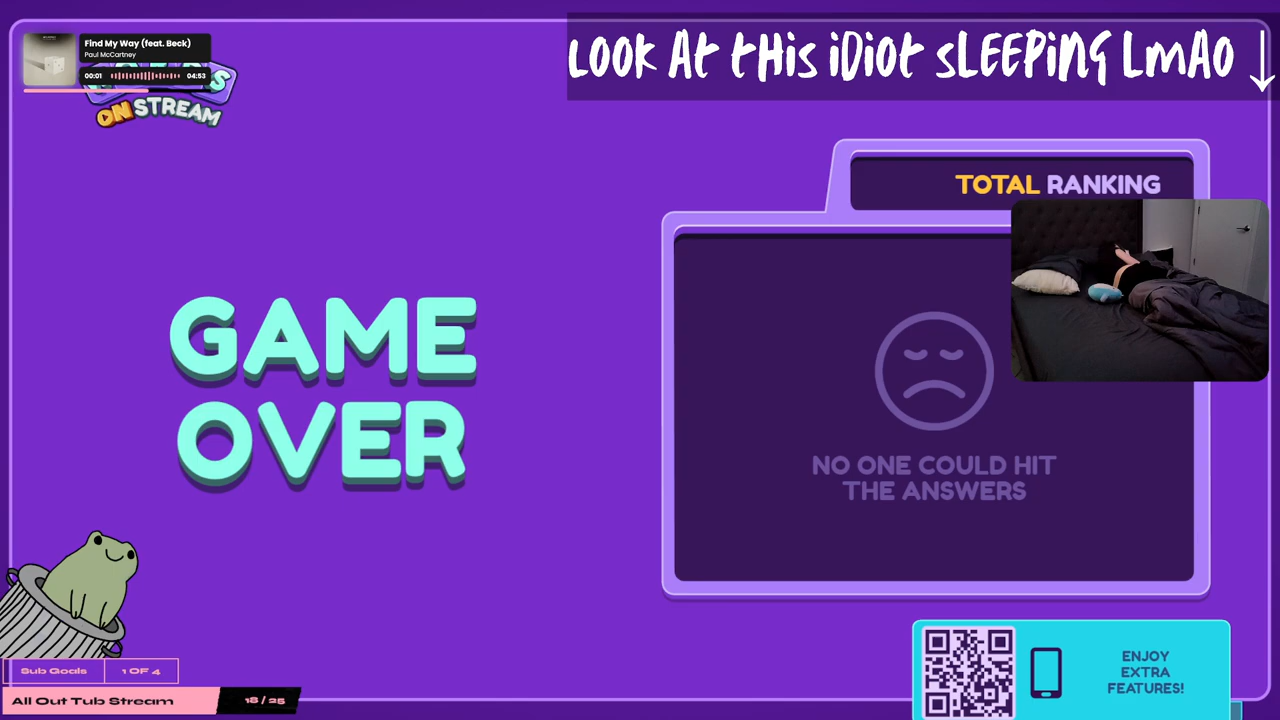 Find My Way (feat. Beck)
Paul McCartney
00:01
04:53
ON STREAM
LOOK At tHis iDiot sLEEPiNG LmAO ↓
TOTAL RANKING
GAME
OVER
NO ONE COULD HIT
THE ANSWERS
Sub Goals
1 OF 4
All Out Tub Stream
18 / 25
ENJOY
EXTRA
FEATURES!